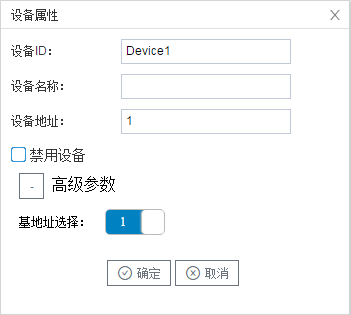 设备属性
设备ID: Device1
设备名称:
设备地址: 1
禁用设备
- 高级参数
基地址选择: 1
确定 取消